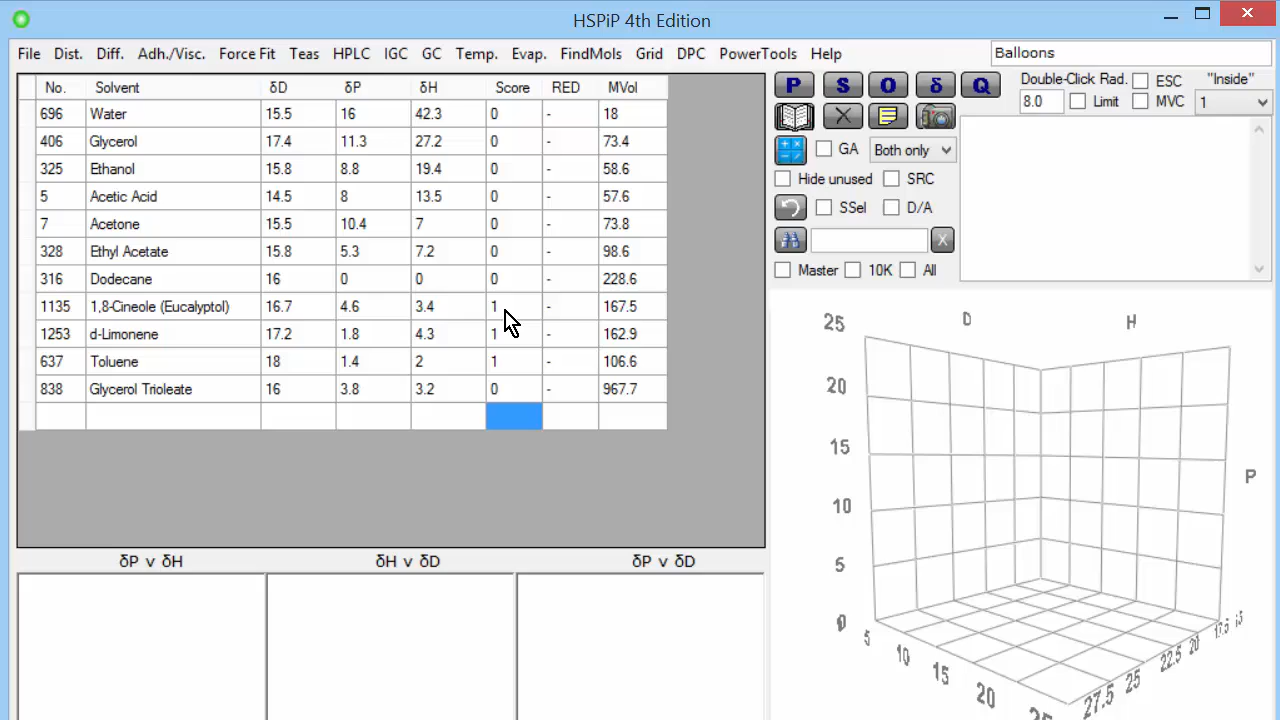 HSPiP 4th Edition
File Dist. Diff. Adh./Visc. Force Fit Teas HPLC IGC GC Temp. Evap. FindMols Grid DPC PowerTools Help Balloons
No. Solvent δD δP δH Score RED MVol
696 Water 15.5 16 42.3 0 - 18
406 Glycerol 17.4 11.3 27.2 0 - 73.4
325 Ethanol 15.8 8.8 19.4 0 - 58.6
5 Acetic Acid 14.5 8 13.5 0 - 57.6
7 Acetone 15.5 10.4 7 0 - 73.8
328 Ethyl Acetate 15.8 5.3 7.2 0 - 98.6
316 Dodecane 16 0 0 0 - 228.6
1135 1,8-Cineole (Eucalyptol) 16.7 4.6 3.4 1 - 167.5
1253 d-Limonene 17.2 1.8 4.3 1 - 162.9
637 Toluene 18 1.4 2 1 - 106.6
838 Glycerol Trioleate 16 3.8 3.2 0 - 967.7
P S O δ Q
Double-Click Rad. ESC "Inside"
8.0 Limit MVC 1
GA Both only
Hide unused SRC
SSel D/A
X
Master 10K All
δP v δH δH v δD δP v δD
D H
25
20
15
10
5
0
P
5 10 15 20 25
27.5 25 22.5 20 17.5 15